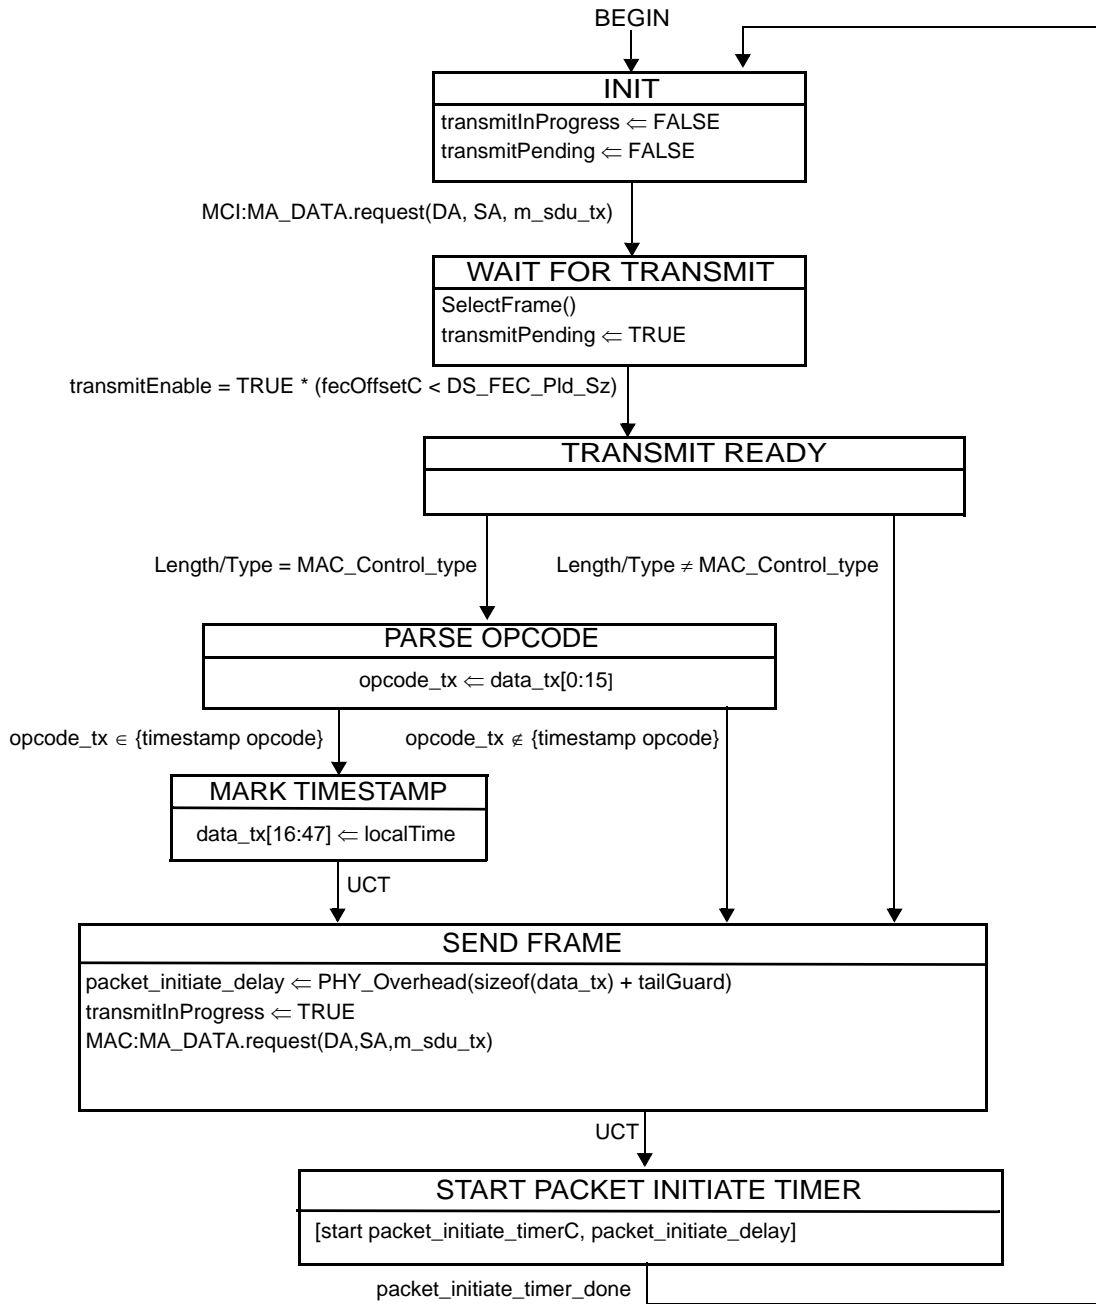 BEGIN
INIT
transmitInProgress ⇐ FALSE
transmitPending ⇐ FALSE
MCI:MA_DATA.request(DA, SA, m_sdu_tx)
WAIT FOR TRANSMIT
SelectFrame()
transmitPending ⇐ TRUE
transmitEnable = TRUE * (fecOffsetC < DS_FEC_Pld_Sz)
TRANSMIT READY
Length/Type = MAC_Control_type
Length/Type ≠ MAC_Control_type
PARSE OPCODE
opcode_tx ⇐ data_tx[0:15]
opcode_tx ∈ {timestamp opcode}
opcode_tx ∉ {timestamp opcode}
MARK TIMESTAMP
data_tx[16:47] ⇐ localTime
UCT
SEND FRAME
packet_initiate_delay ⇐ PHY_Overhead(sizeof(data_tx) + tailGuard)
transmitInProgress ⇐ TRUE
MAC:MA_DATA.request(DA,SA,m_sdu_tx)
UCT
START PACKET INITIATE TIMER
[start packet_initiate_timerC, packet_initiate_delay]
packet_initiate_timer_done